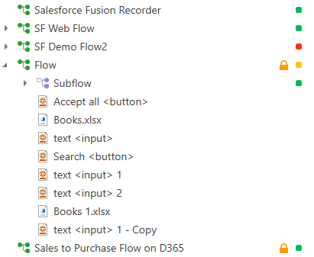 Salesforce Fusion Recorder
SF Web Flow
SF Demo Flow2
Flow
Subflow
Accept all <button>
Books.xlsx
text <input>
Search <button>
text <input> 1
text <input> 2
Books 1.xlsx
text <input> 1 - Copy
Sales to Purchase Flow on D365